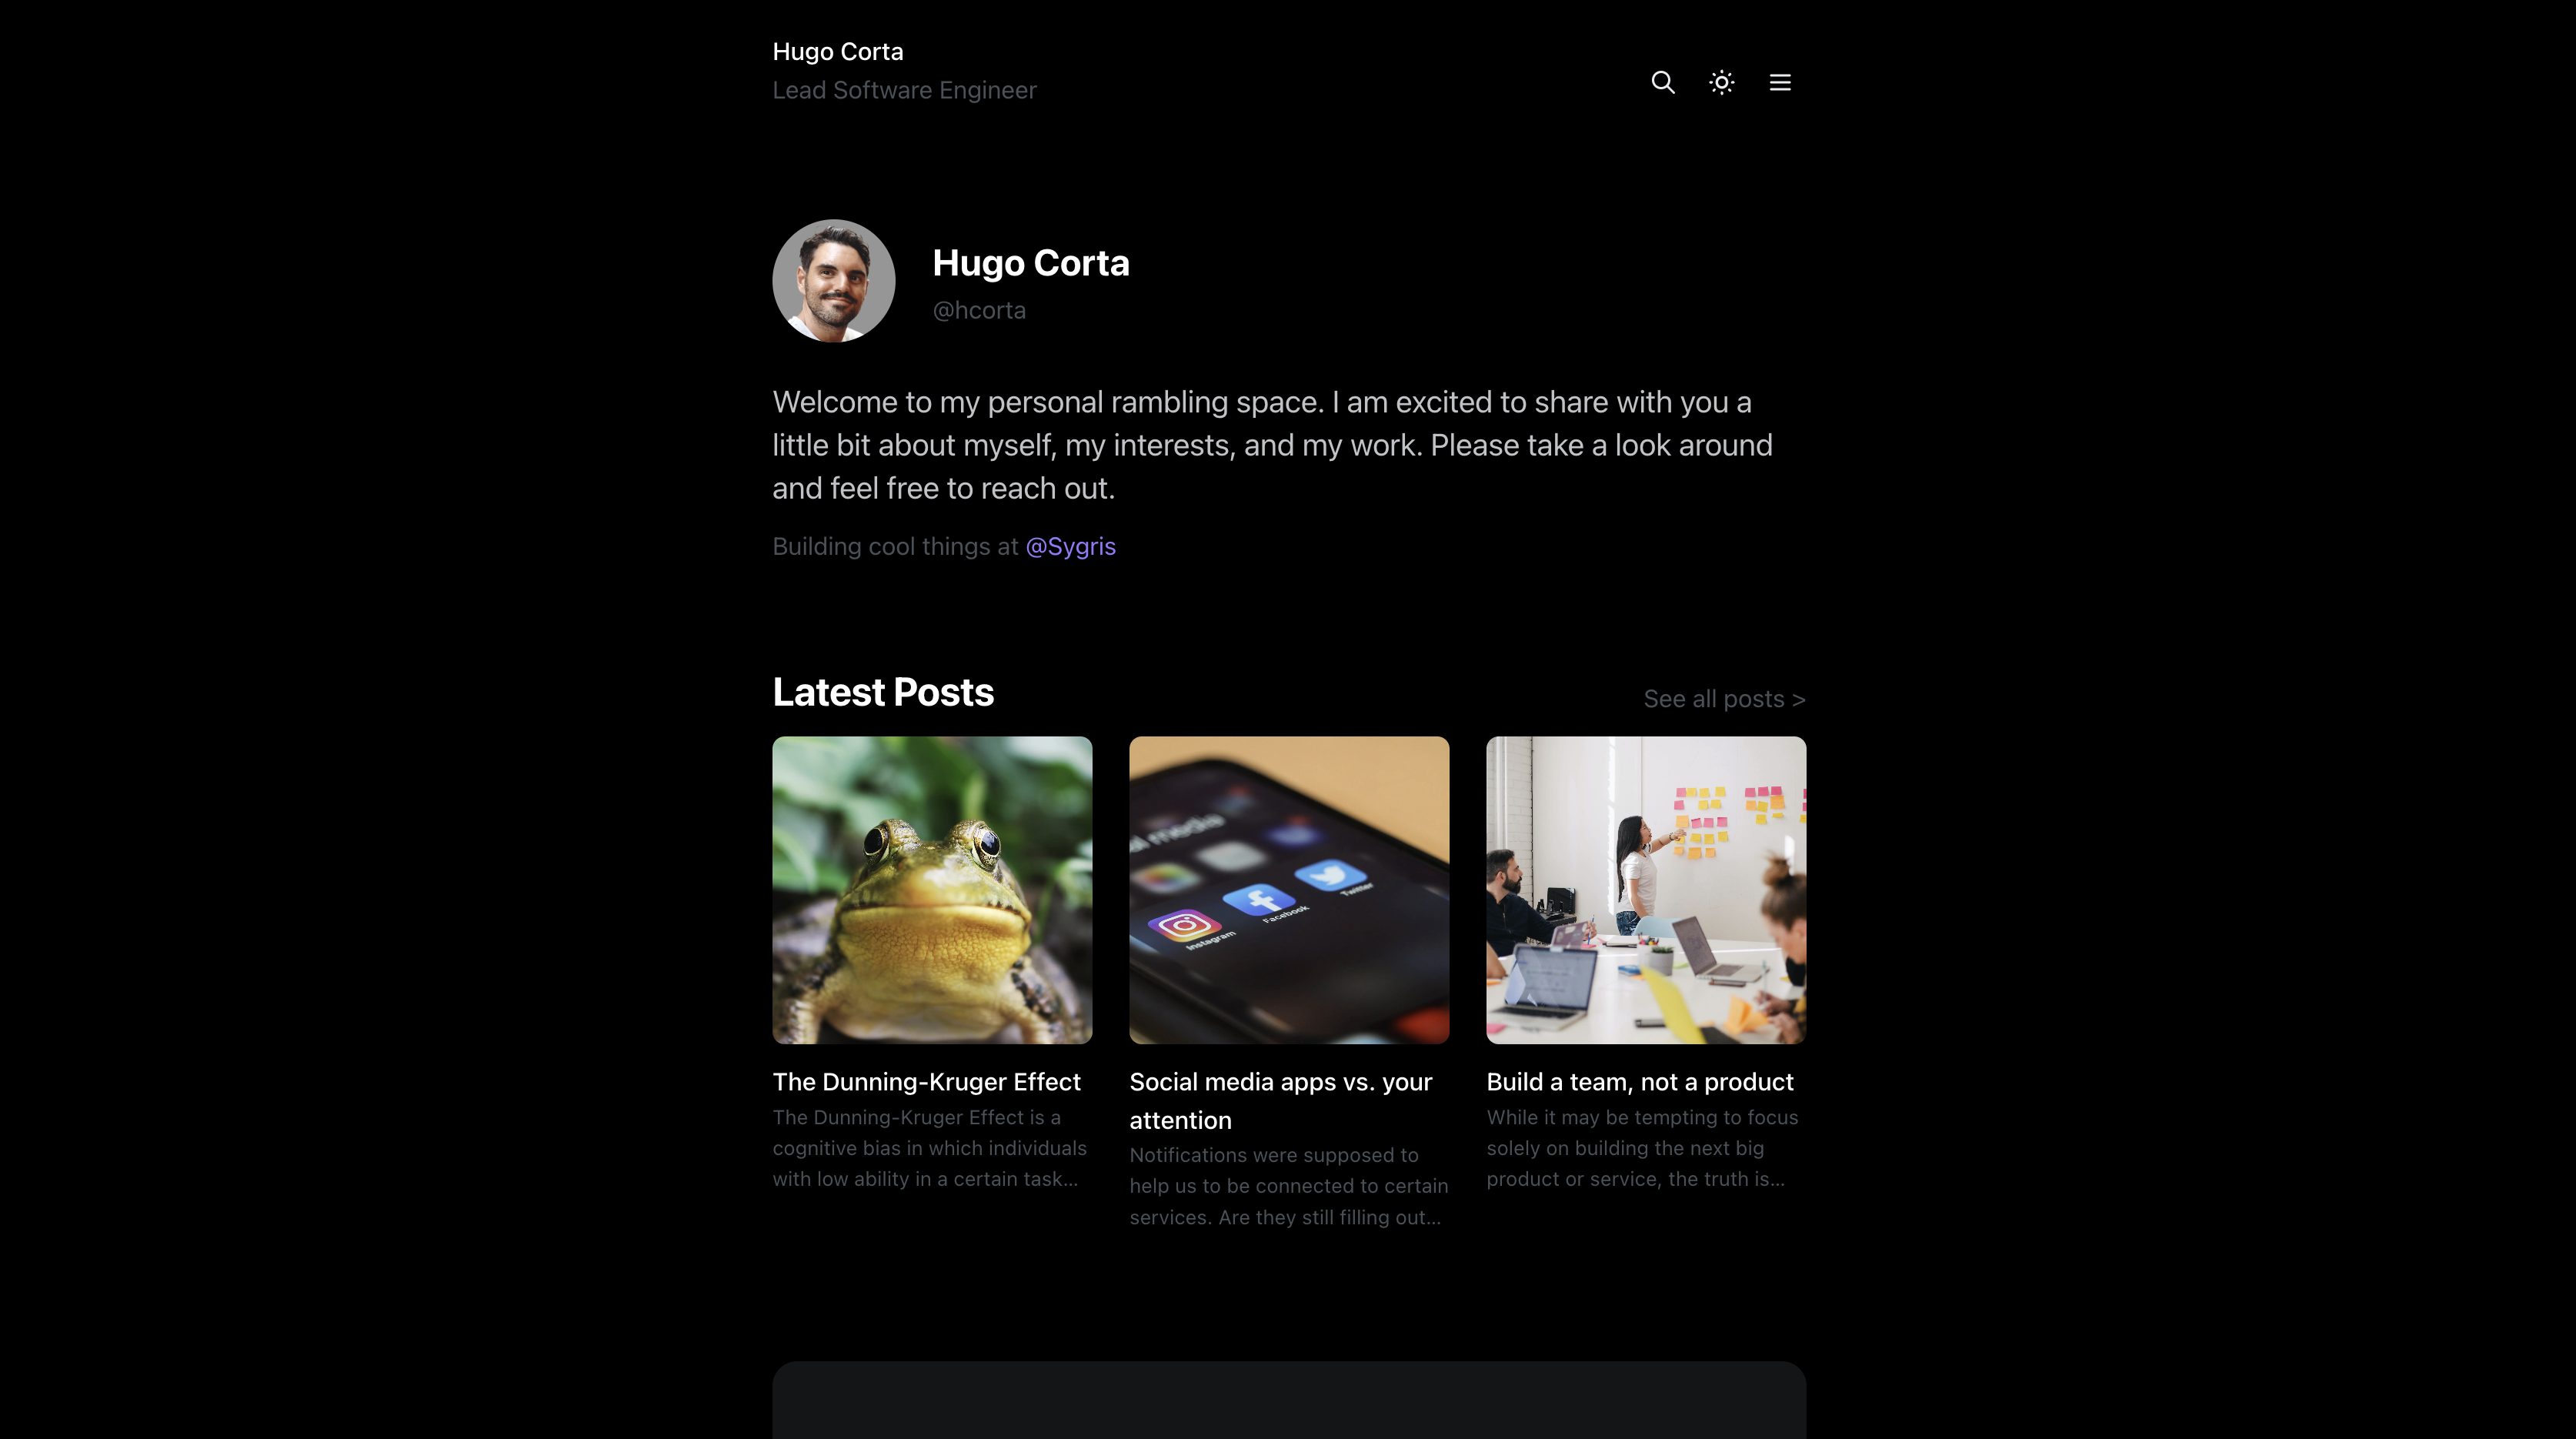 Hugo Corta
Lead Software Engineer
Hugo Corta
@hcorta
Welcome to my personal rambling space. I am excited to share with you a
little bit about myself, my interests, and my work. Please take a look around
and feel free to reach out.
Building cool things at @Sygris
Latest Posts
See all posts >
al media
Instagram
Facebook
Twitter
The Dunning-Kruger Effect
The Dunning-Kruger Effect is a
cognitive bias in which individuals
with low ability in a certain task...
Social media apps vs. your
attention
Notifications were supposed to
help us to be connected to certain
services. Are they still filling out...
Build a team, not a product
While it may be tempting to focus
solely on building the next big
product or service, the truth is...